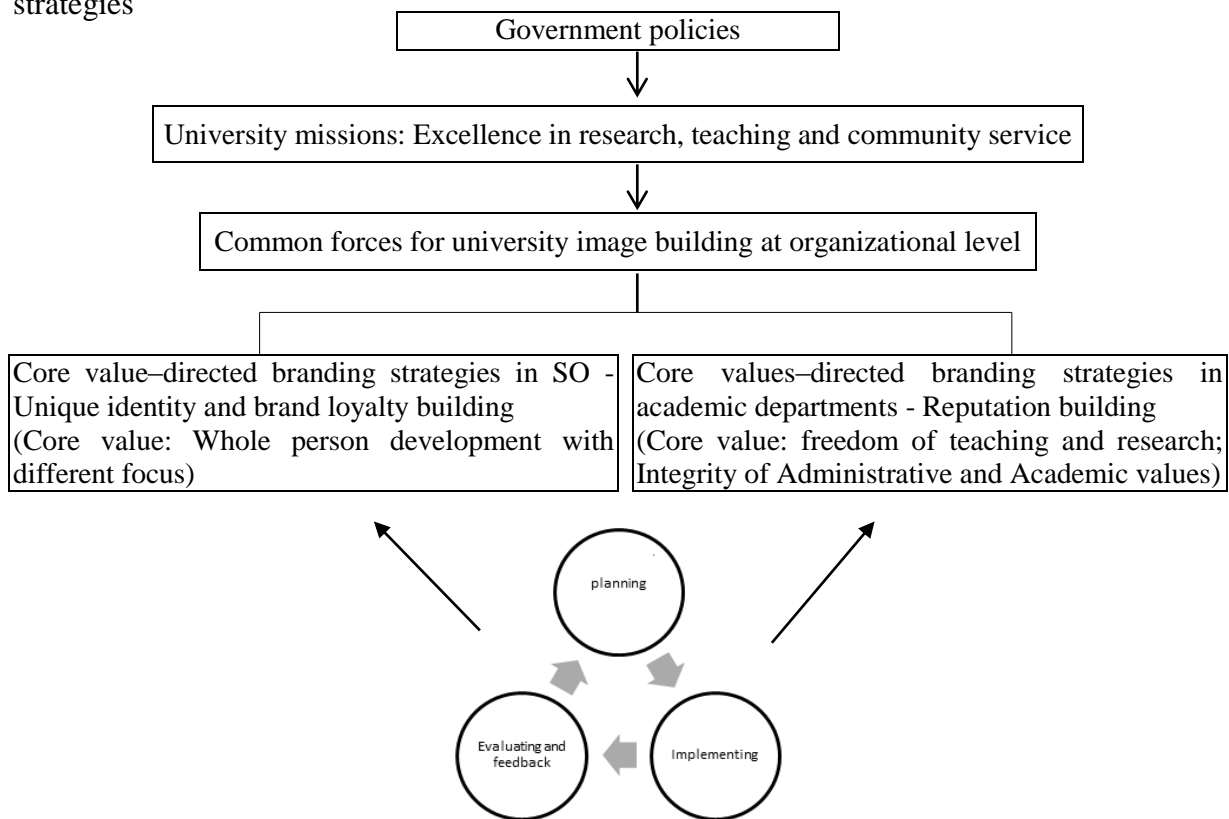 strategies
Government policies
University missions: Excellence in research, teaching and community service
Common forces for university image building at organizational level
Core value–directed branding strategies in SO -
Unique identity and brand loyalty building
(Core value: Whole person development with
different focus)
Core values–directed branding strategies in
academic departments - Reputation building
(Core value: freedom of teaching and research;
Integrity of Administrative and Academic values)
planning
Evaluating and
feedback
Implementing